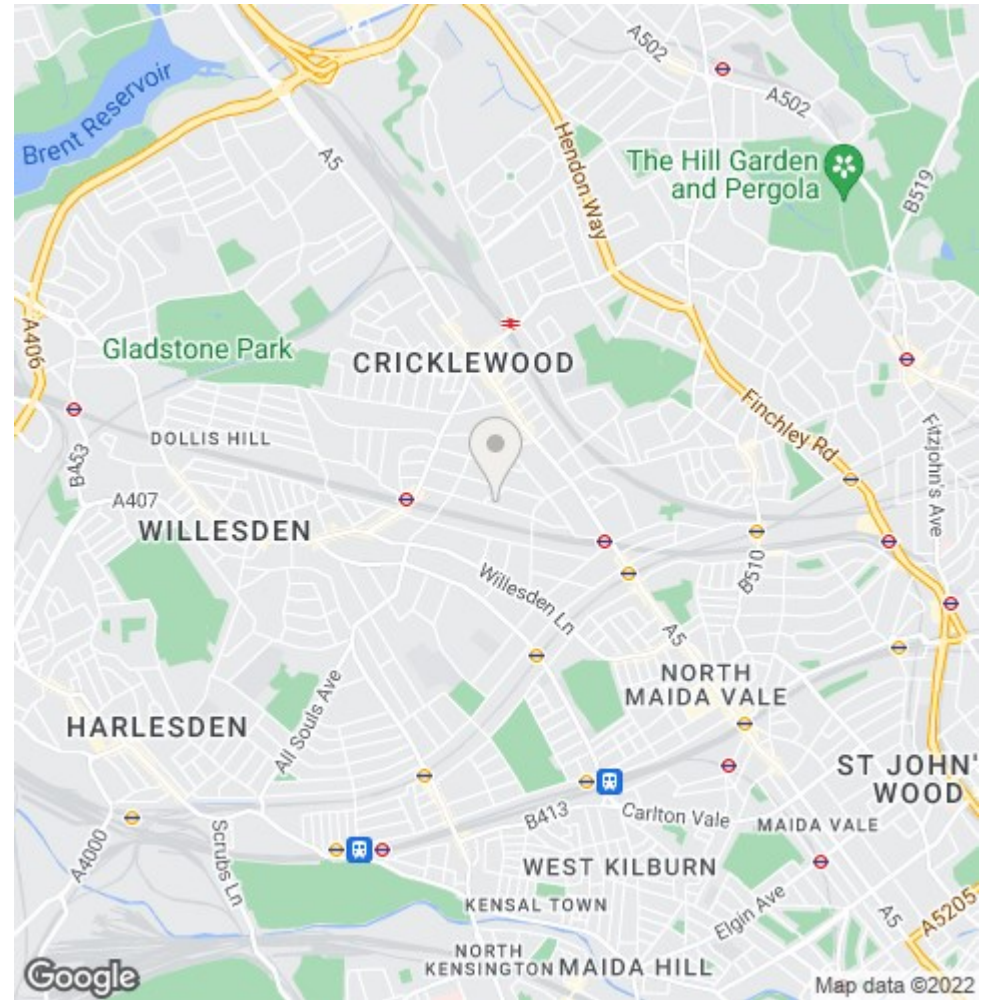 A502
A502
Brent Reservoir
A5
Hendon Way
The Hill Garden
and Pergola
B519
A406
Gladstone Park
CRICKLEWOOD
Finchley Rd
Fitzjohn's Ave
B453
DOLLIS HILL
A407
WILLESDEN
B510
Willesden Ln
A5
NORTH
MAIDA VALE
All Souls Ave
HARLESDEN
ST JOHN'
WOOD
B413
Carlton Vale
MAIDA VALE
A4000
Scrubs Ln
WEST KILBURN
KENSAL TOWN
Elgin Ave
A5
A5205
NORTH
KENSINGTON
MAIDA HILL
Google
Map data ©2022